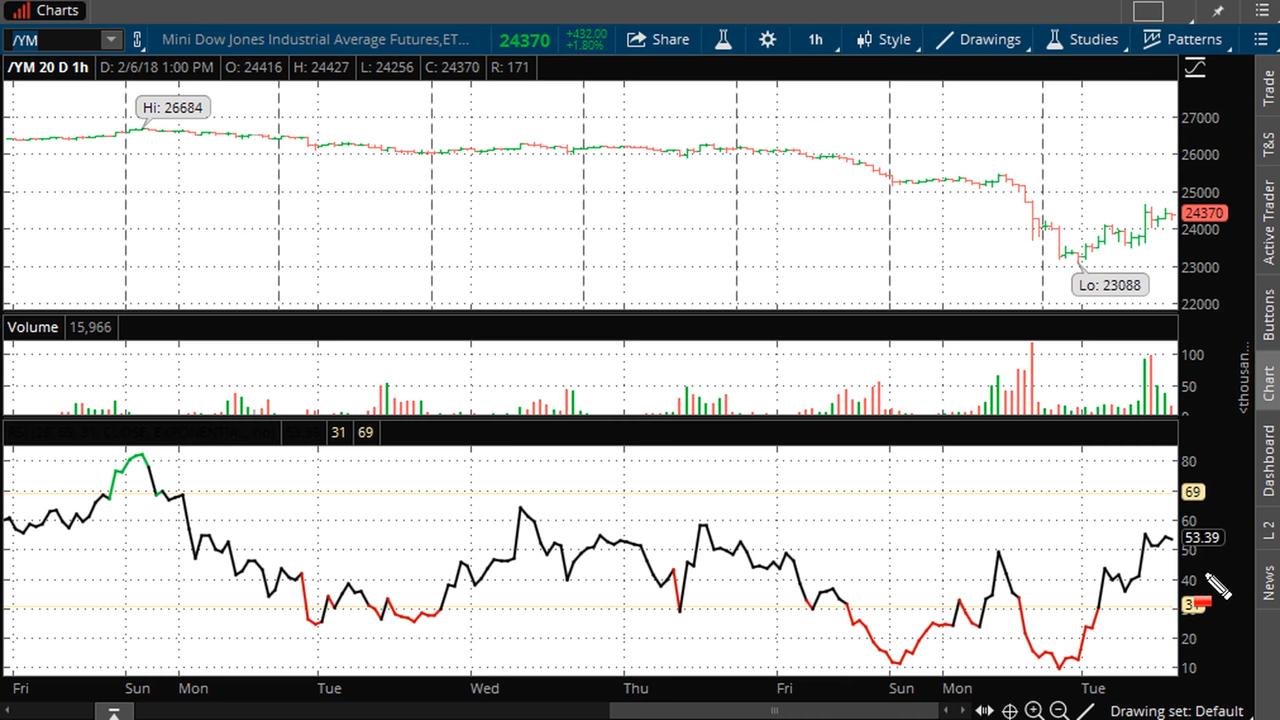 Charts
/YM
Mini Dow Jones Industrial Average Futures,ET...
24370
+432.00
+1.80%
Share
1h
Style
Drawings
Studies
Patterns
/YM 20 D 1h
D: 2/6/18 1:00 PM
O: 24416
H: 24427
L: 24256
C: 24370
R: 171
Hi: 26684
27000
26000
25000
24370
24000
23000
22000
Lo: 23088
Volume
15,966
100
50
<thousan...
31
69
80
69
60
53.39
50
40
20
10
Fri
Sun
Mon
Tue
Wed
Thu
Fri
Sun
Mon
Tue
Drawing set: Default
Trade
T&S
Active Trader
Buttons
Chart
Dashboard
L 2
News